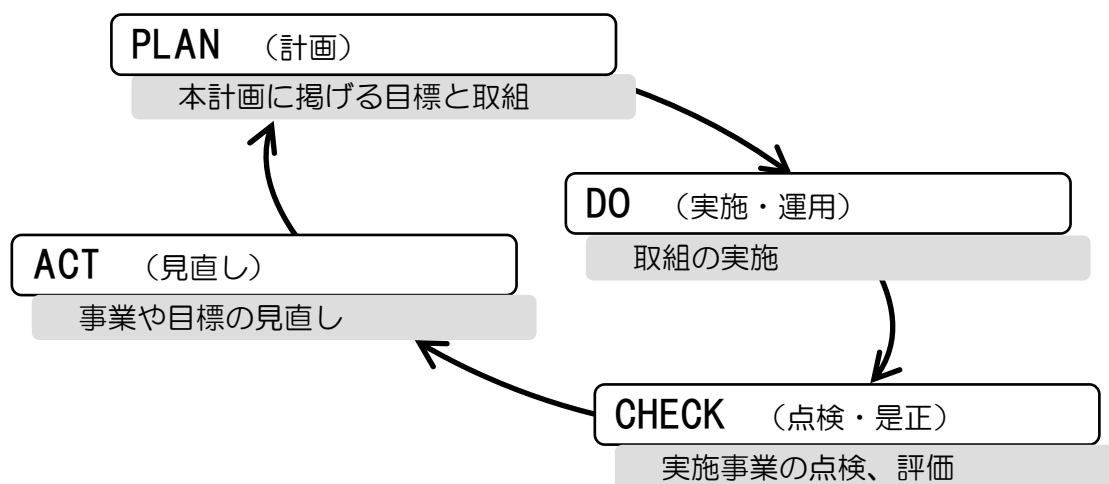 PLAN （計画）
本計画に掲げる目標と取組
DO （実施・運用）
取組の実施
ACT （見直し）
事業や目標の見直し
CHECK （点検・是正）
実施事業の点検、評価